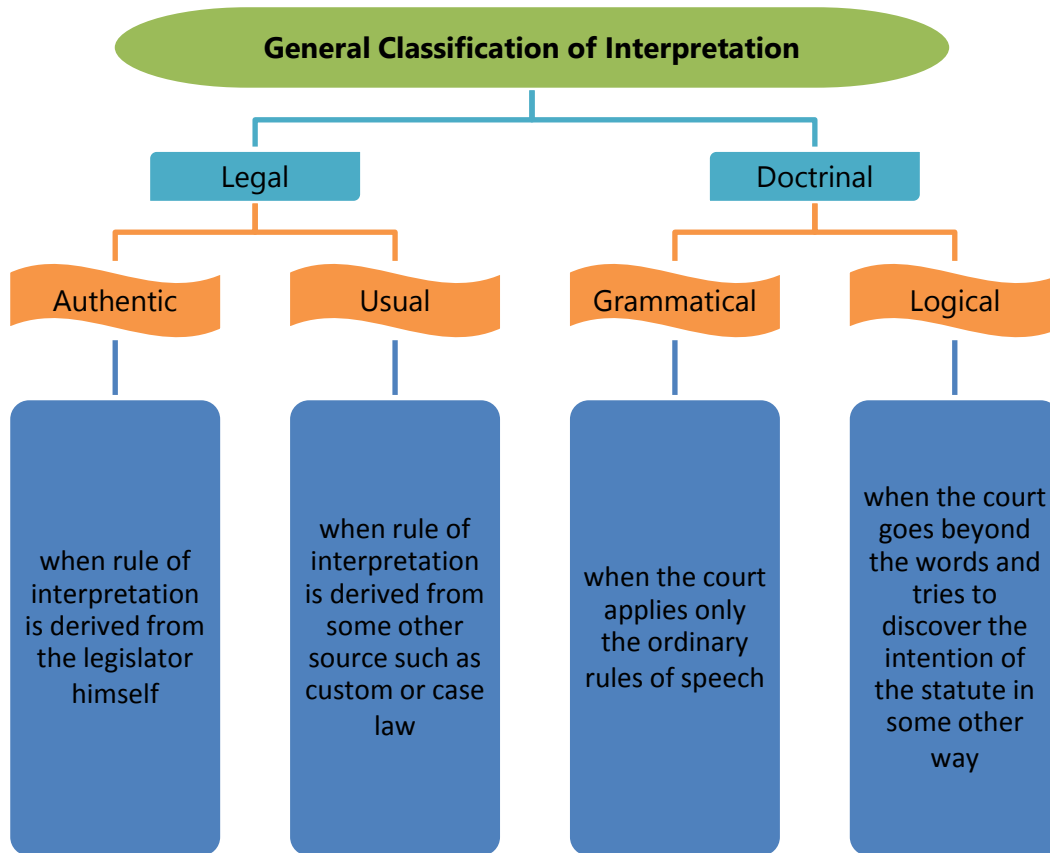 General Classification of Interpretation
Legal
Doctrinal
Authentic
Usual
Grammatical
Logical
when rule of
interpretation
is derived from
the legislator
himself
when rule of
interpretation
is derived from
some other
source such as
custom or case
law
when the court
applies only
the ordinary
rules of speech
when the court
goes beyond
the words and
tries to
discover the
intention of
the statute in
some other
way